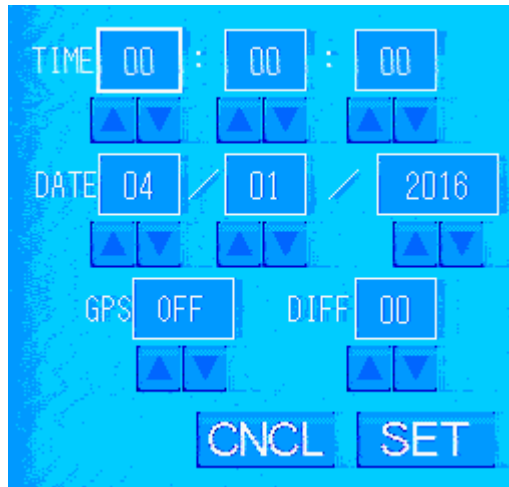 TIME 00 : 00 : 00
DATE 04 / 01 / 2016
GPS OFF DIFF 00
CNCL SET